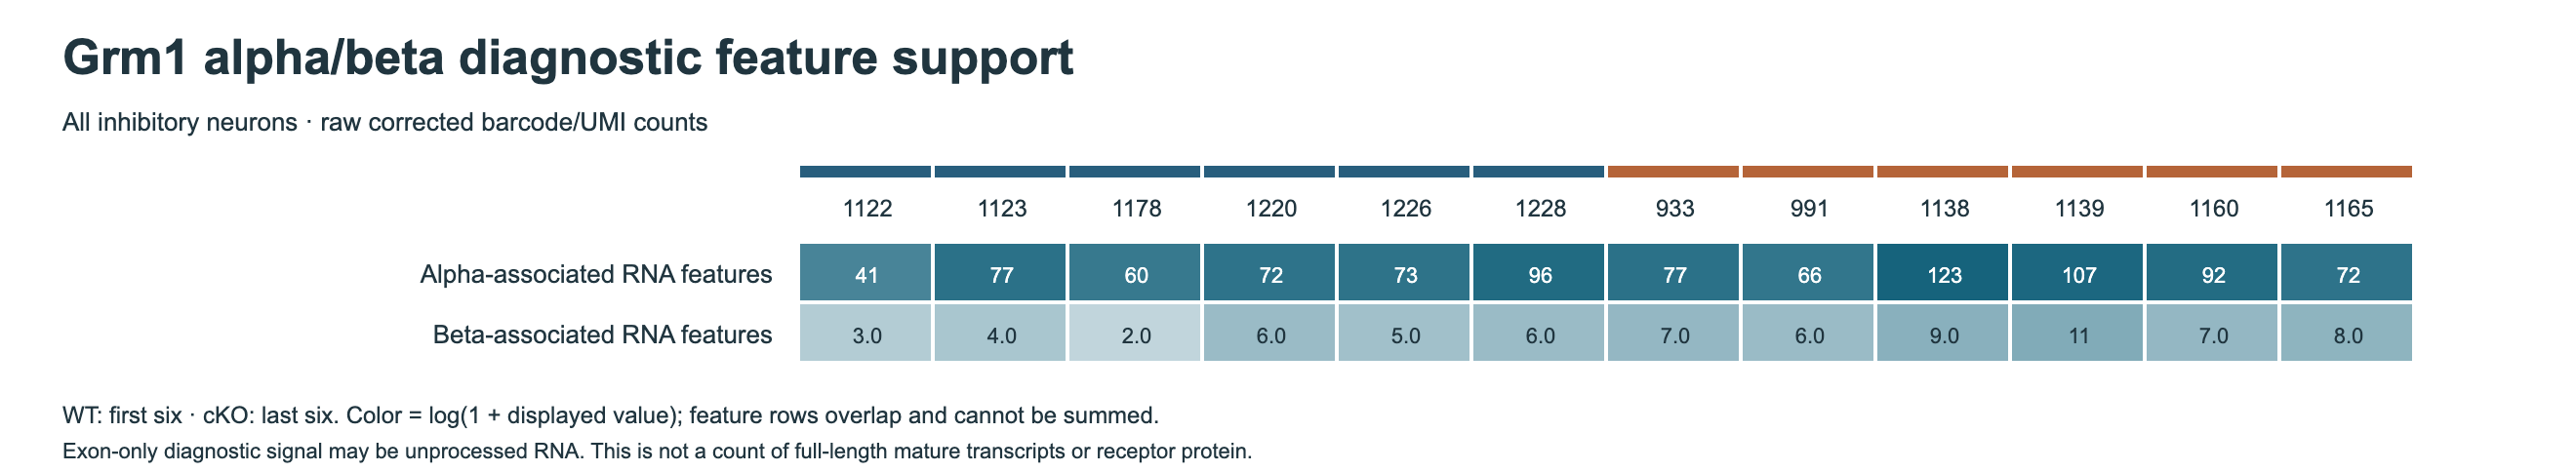 Grm1 alpha/beta diagnostic feature support
All inhibitory neurons · raw corrected barcode/UMI counts
1122 1123 1178 1220 1226 1228 933 991 1138 1139 1160 1165
Alpha-associated RNA features 41 77 60 72 73 96 77 66 123 107 92 72
Beta-associated RNA features 3.0 4.0 2.0 6.0 5.0 6.0 7.0 6.0 9.0 11 7.0 8.0
WT: first six · cKO: last six. Color = log(1 + displayed value); feature rows overlap and cannot be summed.
Exon-only diagnostic signal may be unprocessed RNA. This is not a count of full-length mature transcripts or receptor protein.